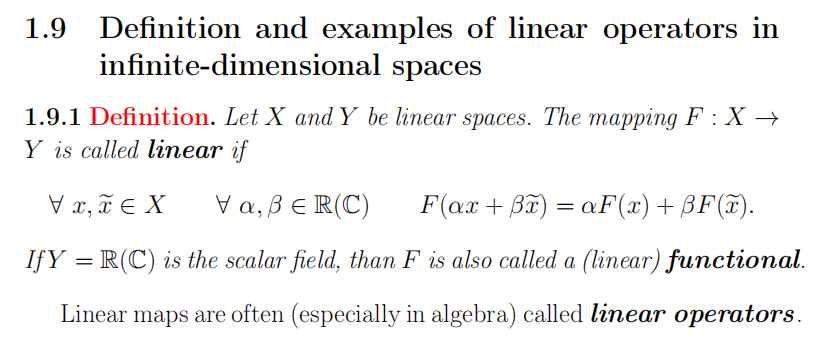 1.9 Definition and examples of linear operators in
infinite-dimensional spaces
1.9.1 Definition. Let X and Y be linear spaces. The mapping F : X →
Y is called linear if
∀ x, x̃ ∈ X ∀ α, β ∈ ℝ(ℂ) F(αx + βx̃) = αF(x) + βF(x̃).
IfY = ℝ(ℂ) is the scalar field, than F is also called a (linear) functional.
Linear maps are often (especially in algebra) called linear operators.